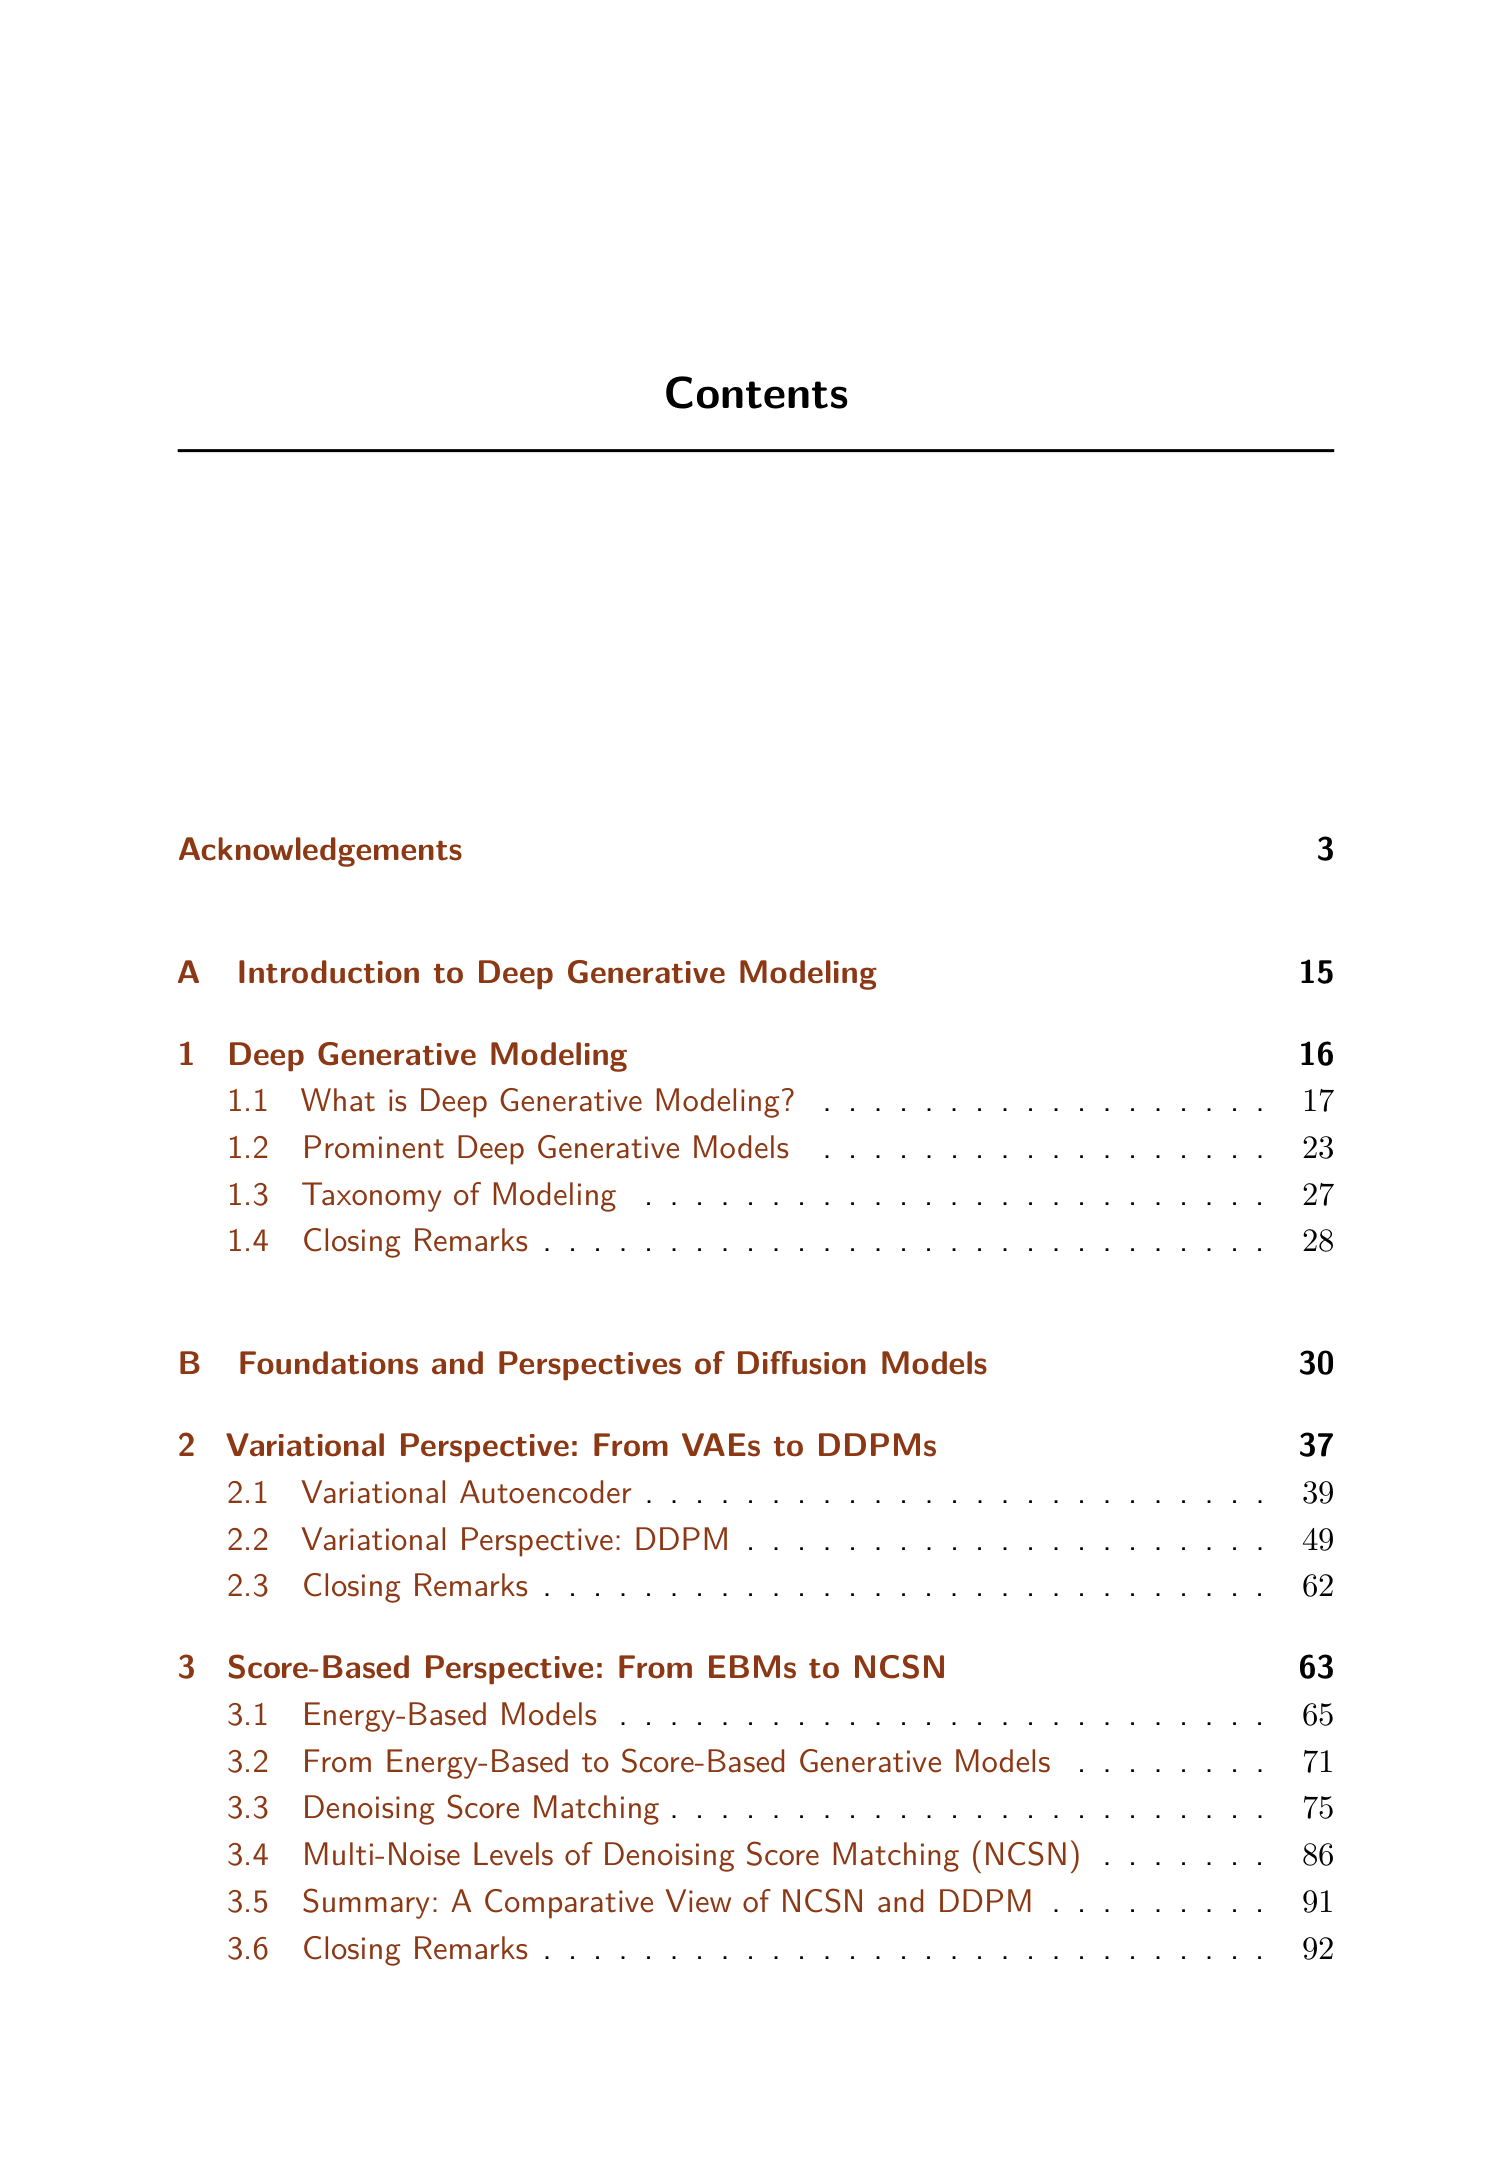 Contents
Acknowledgements 3
A Introduction to Deep Generative Modeling 15
1 Deep Generative Modeling 16
1.1 What is Deep Generative Modeling? . . . . . . . . . . . . . . . . . . 17
1.2 Prominent Deep Generative Models . . . . . . . . . . . . . . . . . . 23
1.3 Taxonomy of Modeling . . . . . . . . . . . . . . . . . . . . . . . . . 27
1.4 Closing Remarks . . . . . . . . . . . . . . . . . . . . . . . . . . . . . 28
B Foundations and Perspectives of Diffusion Models 30
2 Variational Perspective: From VAEs to DDPMs 37
2.1 Variational Autoencoder . . . . . . . . . . . . . . . . . . . . . . . . . 39
2.2 Variational Perspective: DDPM . . . . . . . . . . . . . . . . . . . . . 49
2.3 Closing Remarks . . . . . . . . . . . . . . . . . . . . . . . . . . . . . 62
3 Score-Based Perspective: From EBMs to NCSN 63
3.1 Energy-Based Models . . . . . . . . . . . . . . . . . . . . . . . . . . 65
3.2 From Energy-Based to Score-Based Generative Models . . . . . . . . 71
3.3 Denoising Score Matching . . . . . . . . . . . . . . . . . . . . . . . . 75
3.4 Multi-Noise Levels of Denoising Score Matching (NCSN) . . . . . . . 86
3.5 Summary: A Comparative View of NCSN and DDPM . . . . . . . . . 91
3.6 Closing Remarks . . . . . . . . . . . . . . . . . . . . . . . . . . . . . 92